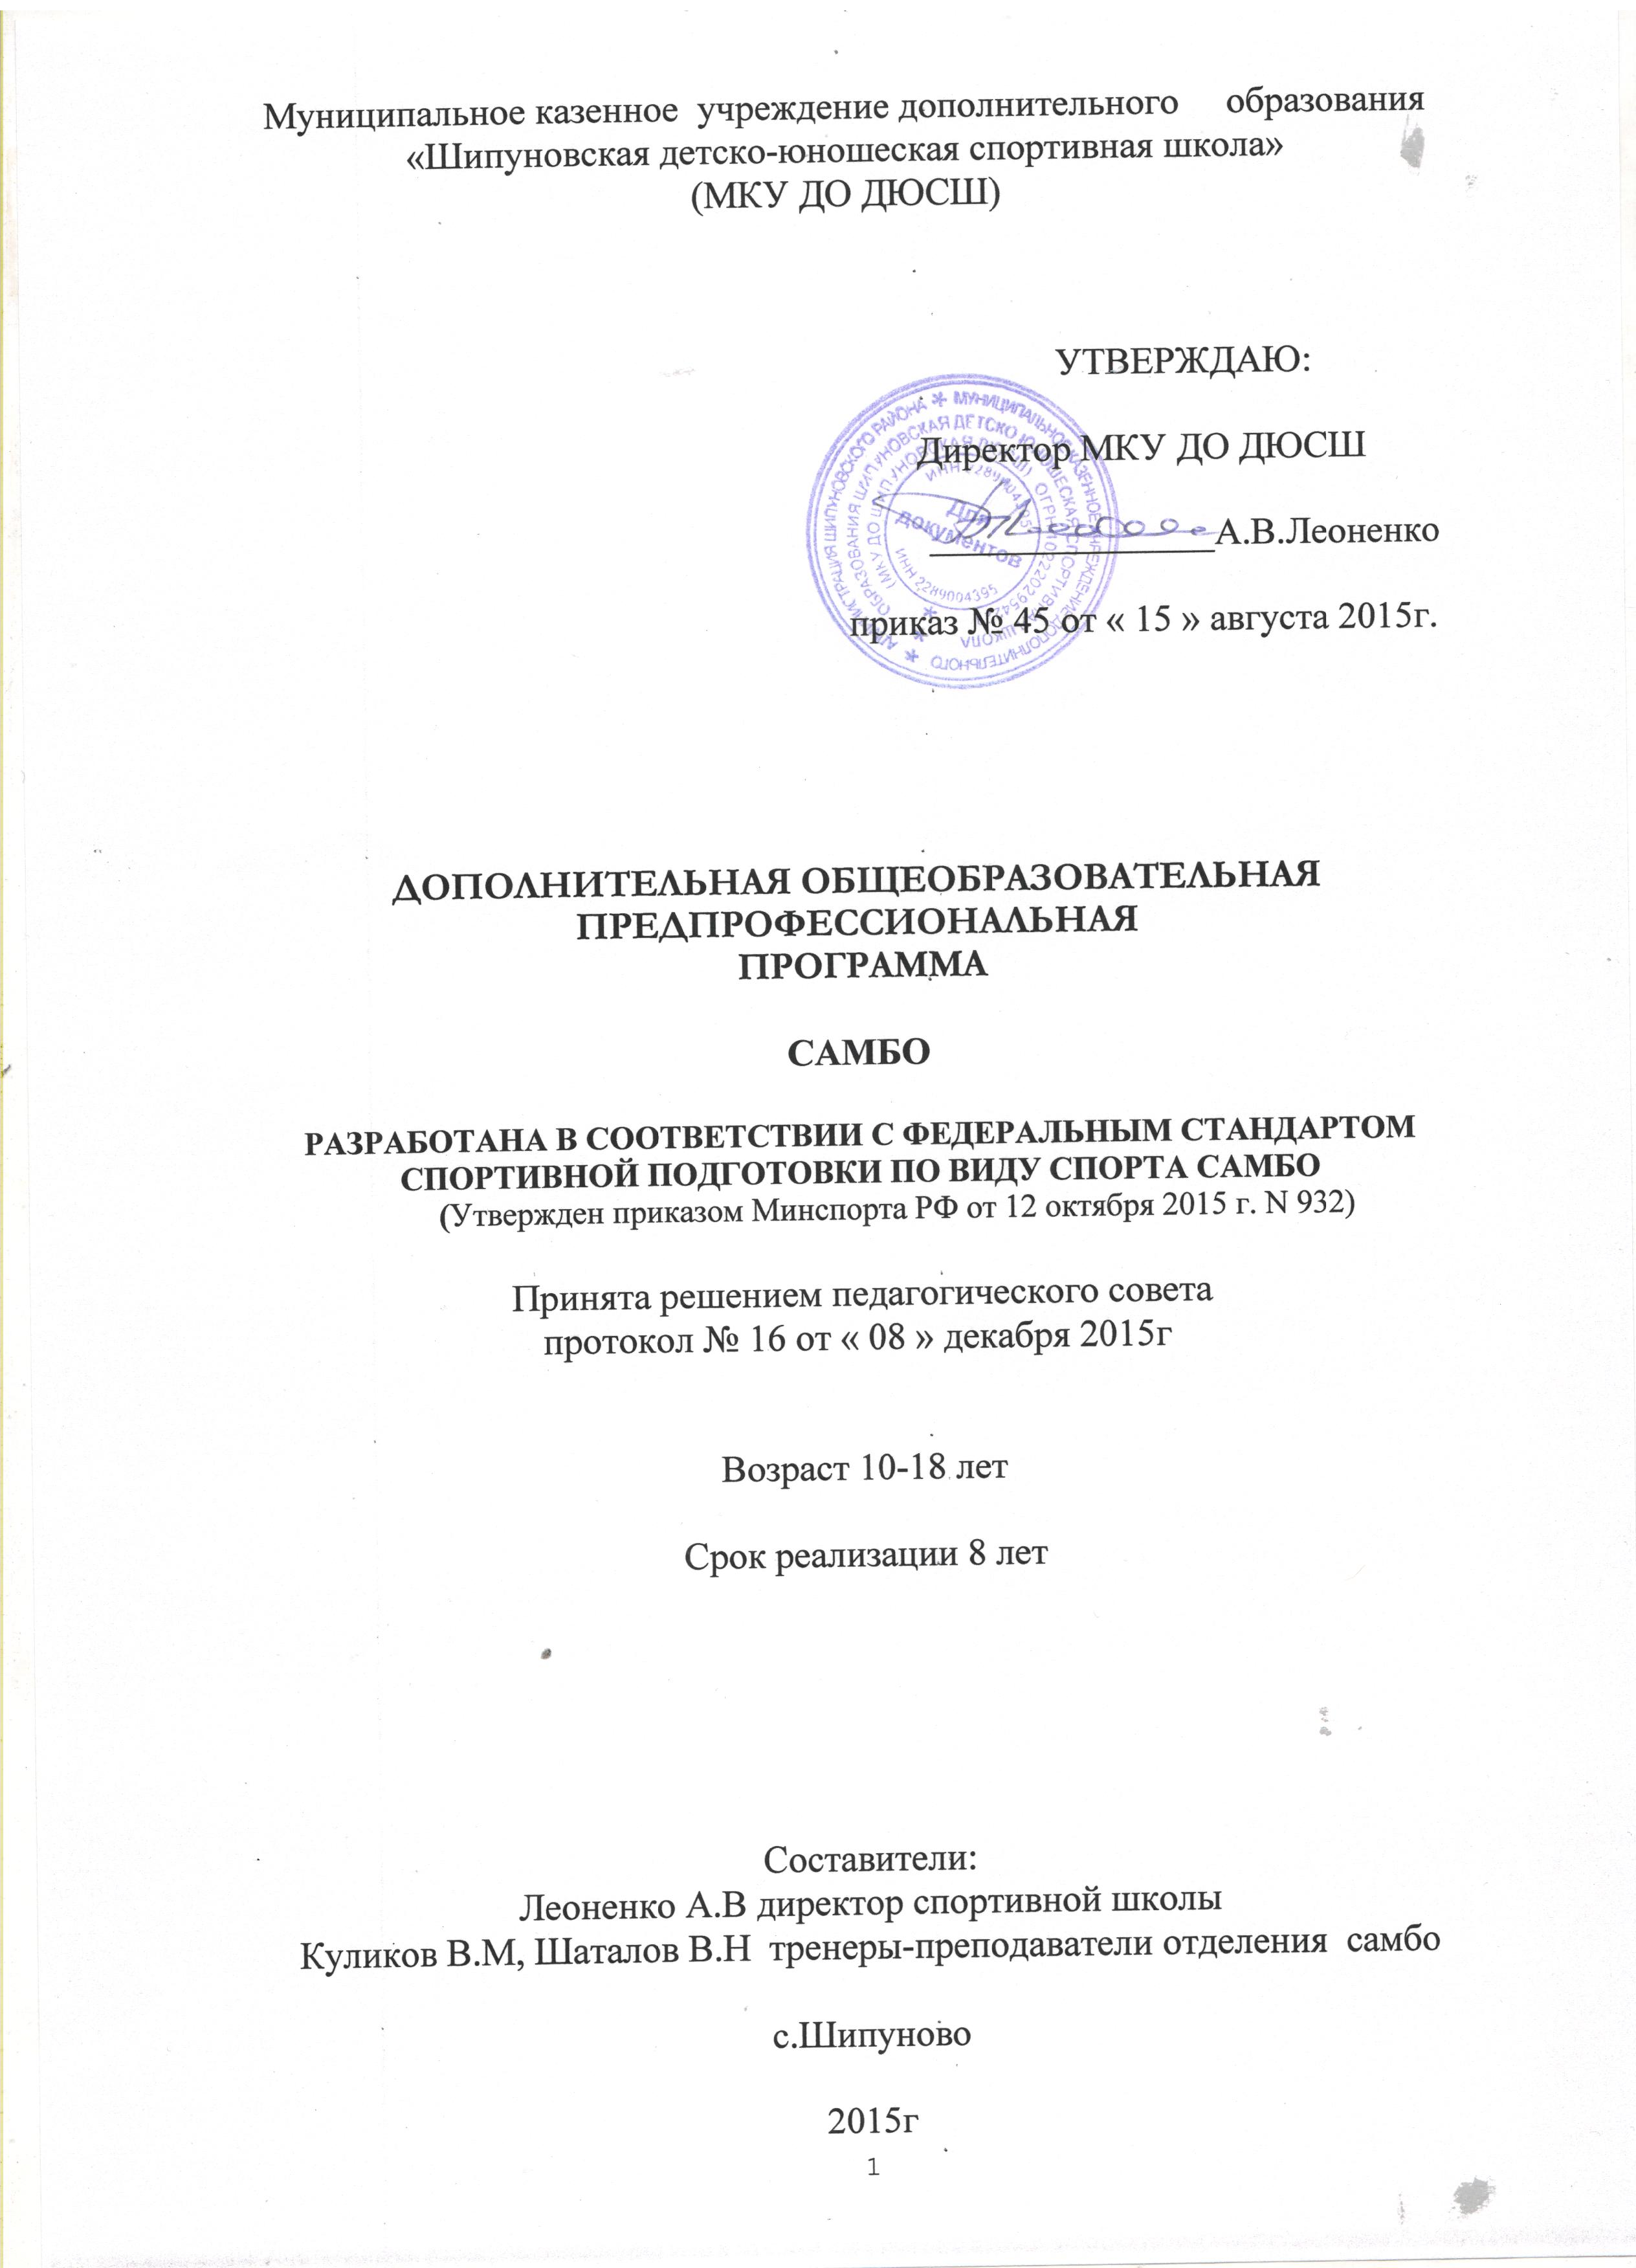 Муниципальное казенное учреждение дополнительного образования
«Шипуновская детско-юношеская спортивная школа»
(МКУ ДО ДЮСШ)
УТВЕРЖДАЮ:
Директор МКУ ДО ДЮСШ
А.В.Леоненко
приказ № 45 от « 15 » августа 2015г.
Для
документов
ИНН 2289004395
ДОПОЛНИТЕЛЬНАЯ ОБЩЕОБРАЗОВАТЕЛЬНАЯ
ПРЕДПРОФЕССИОНАЛЬНАЯ
ПРОГРАММА
САМБО
РАЗРАБОТАНА В СООТВЕТСТВИИ С ФЕДЕРАЛЬНЫМ СТАНДАРТОМ
СПОРТИВНОЙ ПОДГОТОВКИ ПО ВИДУ СПОРТА САМБО
(Утвержден приказом Минспорта РФ от 12 октября 2015 г. N 932)
Принята решением педагогического совета
протокол № 16 от « 08 » декабря 2015г
Возраст 10-18 лет
Срок реализации 8 лет
Составители:
Леоненко А.В директор спортивной школы
Куликов В.М, Шаталов В.Н тренеры-преподаватели отделения самбо
с.Шипуново
2015г
1